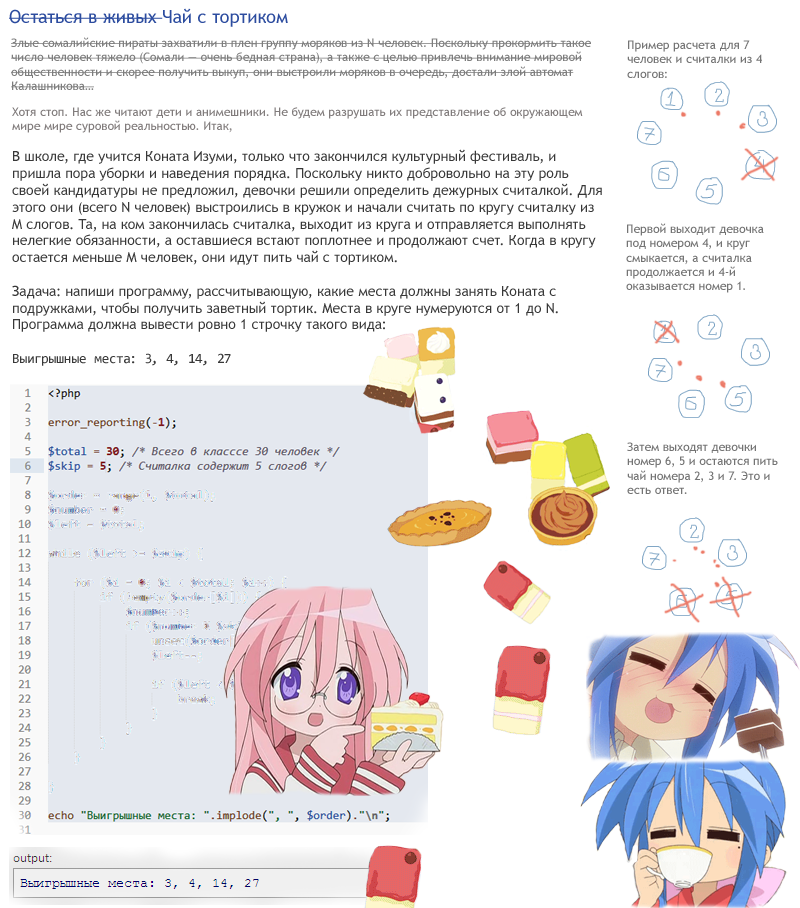 Остаться в живых Чай с тортиком
Злые сомалийские пираты захватили в плен группу моряков из N человек. Поскольку прокормить такое
число человек тяжело (Сомали — очень бедная страна), а также с целью привлечь внимание мировой
общественности и скорее получить выкуп, они выстроили моряков в очередь, достали злой автомат
Калашникова...
Хотя стоп. Нас же читают дети и анимешники. Не будем разрушать их представление об окружающем
мире мире суровой реальностью. Итак,
В школе, где учится Коната Изуми, только что закончился культурный фестиваль, и
пришла пора уборки и наведения порядка. Поскольку никто добровольно на эту роль
своей кандидатуры не предложил, девочки решили определить дежурных считалкой. Для
этого они (всего N человек) выстроились в кружок и начали считать по кругу считалку из
M слогов. Та, на ком закончилась считалка, выходит из круга и отправляется выполнять
нелегкие обязанности, а оставшиеся встают поплотнее и продолжают счет. Когда в кругу
остается меньше M человек, они идут пить чай с тортиком.
Задача: напиши программу, рассчитывающую, какие места должны занять Коната с
подружками, чтобы получить заветный тортик. Места в круге нумеруются от 1 до N.
Программа должна вывести ровно 1 строчку такого вида:
Выигрышные места: 3, 4, 14, 27
1 <?php
2
3 error_reporting(-1);
4
5 $total = 30; /* Всего в класссе 30 человек */
6 $skip = 5; /* Считалка содержит 5 слогов */
7
8
9
10
11
12
13
14
15
16
17
18
19
20
21
22
23
24
25
26
27
28
29
30 echo "Выигрышные места: ".implode(", ", $order)."\n";
31
output:
Выигрышные места: 3, 4, 14, 27
Пример расчета для 7
человек и считалки из 4
слогов:
1 2 3 4 5 6 7
Первой выходит девочка
под номером 4, и круг
смыкается, а считалка
продолжается и 4-й
оказывается номер 1.
1 2 3 5 6 7
Затем выходят девочки
номер 6, 5 и остаются пить
чай номера 2, 3 и 7. Это и
есть ответ.
2 3 5 6 7